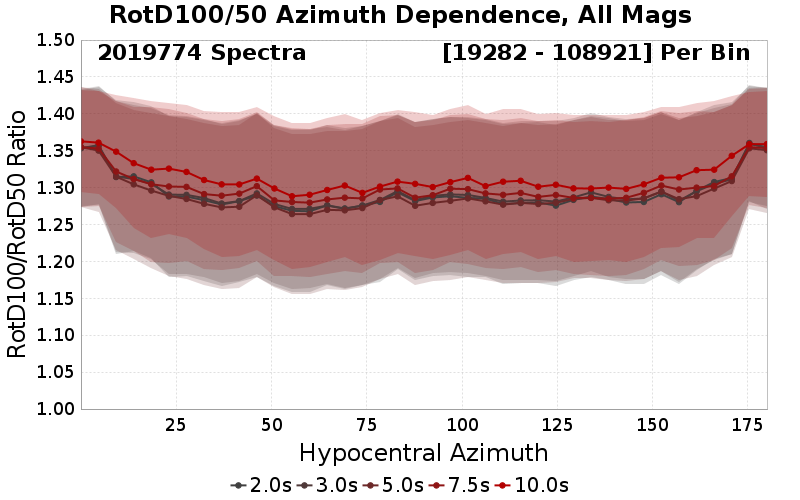 RotD100/50 Azimuth Dependence, All Mags
2019774 Spectra
[19282 - 108921] Per Bin
RotD100/RotD50 Ratio
1.50
1.45
1.40
1.35
1.30
1.25
1.20
1.15
1.10
1.05
1.00
25 50 75 100 125 150 175
Hypocentral Azimuth
2.0s 3.0s 5.0s 7.5s 10.0s